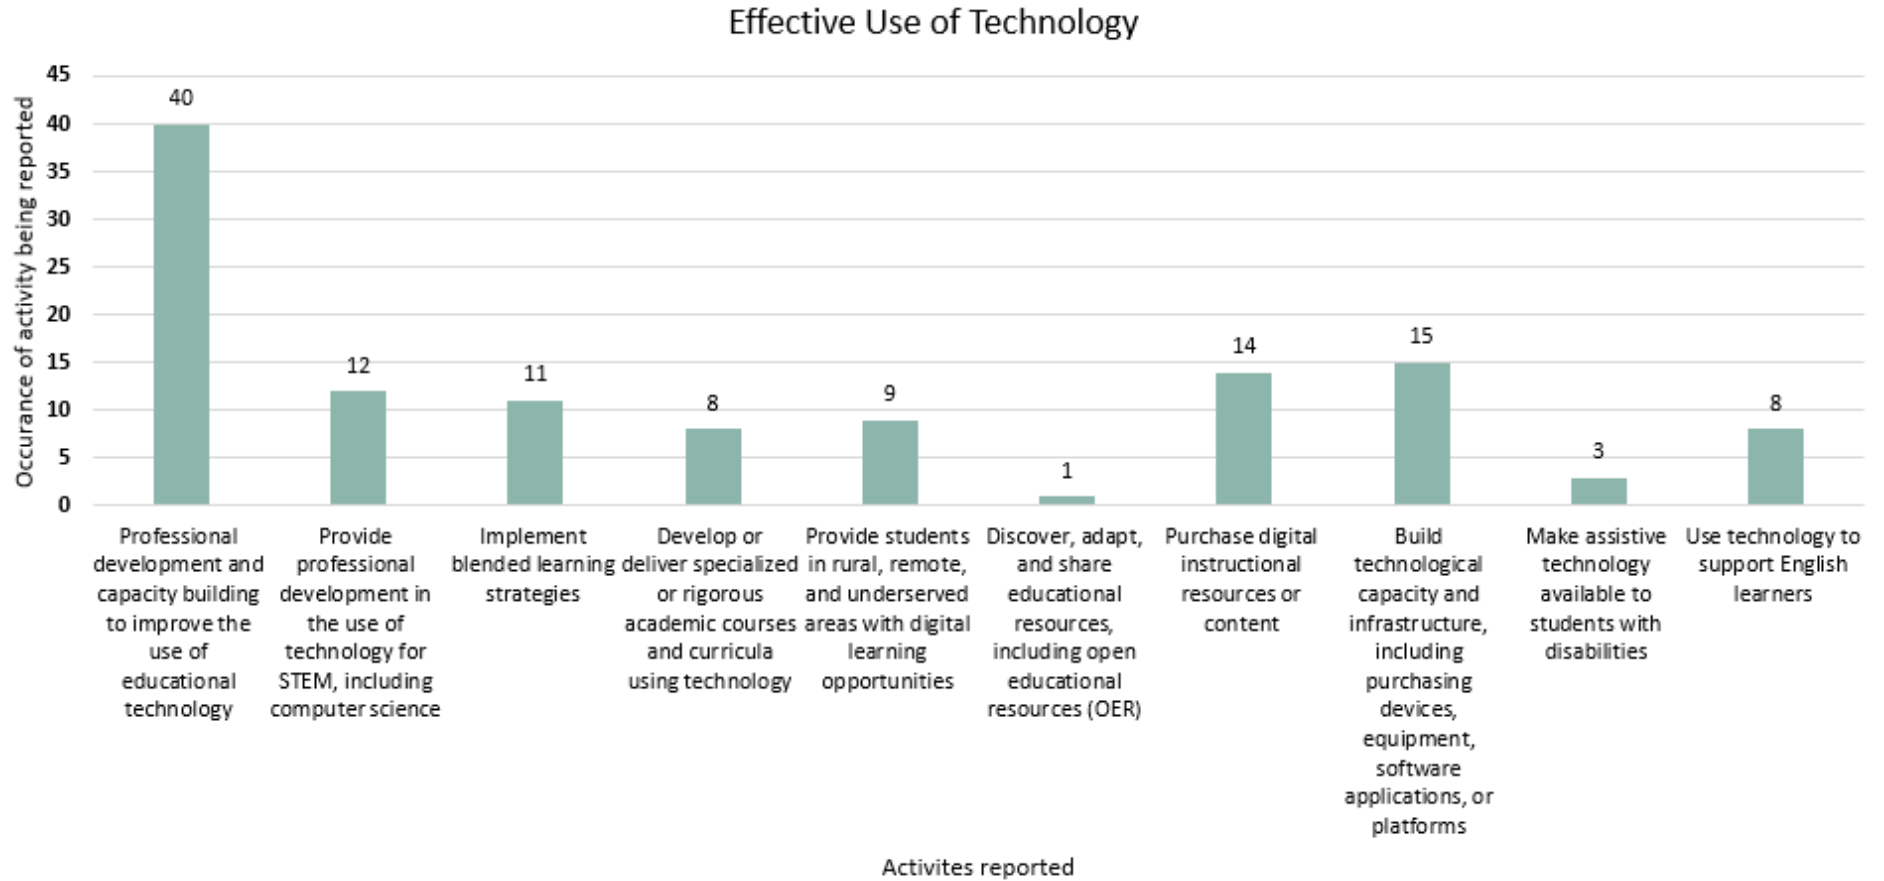 Effective Use of Technology
Occurance of activity being reported
45
40
35
30
25
20
15
10
5
0
40
12
11
8
9
1
14
15
3
8
Professional
development and
capacity building
to improve the
use of
educational
technology
Provide
professional
development in
the use of
technology for
STEM, including
computer science
Implement
blended learning
strategies
Develop or
deliver specialized
or rigorous
academic courses
and curricula
using technology
Provide students
in rural, remote,
and underserved
areas with digital
learning
opportunities
Discover, adapt,
and share
educational
resources,
including open
educational
resources (OER)
Purchase digital
instructional
resources or
content
Build
technological
capacity and
infrastructure,
including
purchasing
devices,
equipment,
software
applications, or
platforms
Make assistive
technology
available to
students with
disabilities
Use technology to
support English
learners
Activites reported